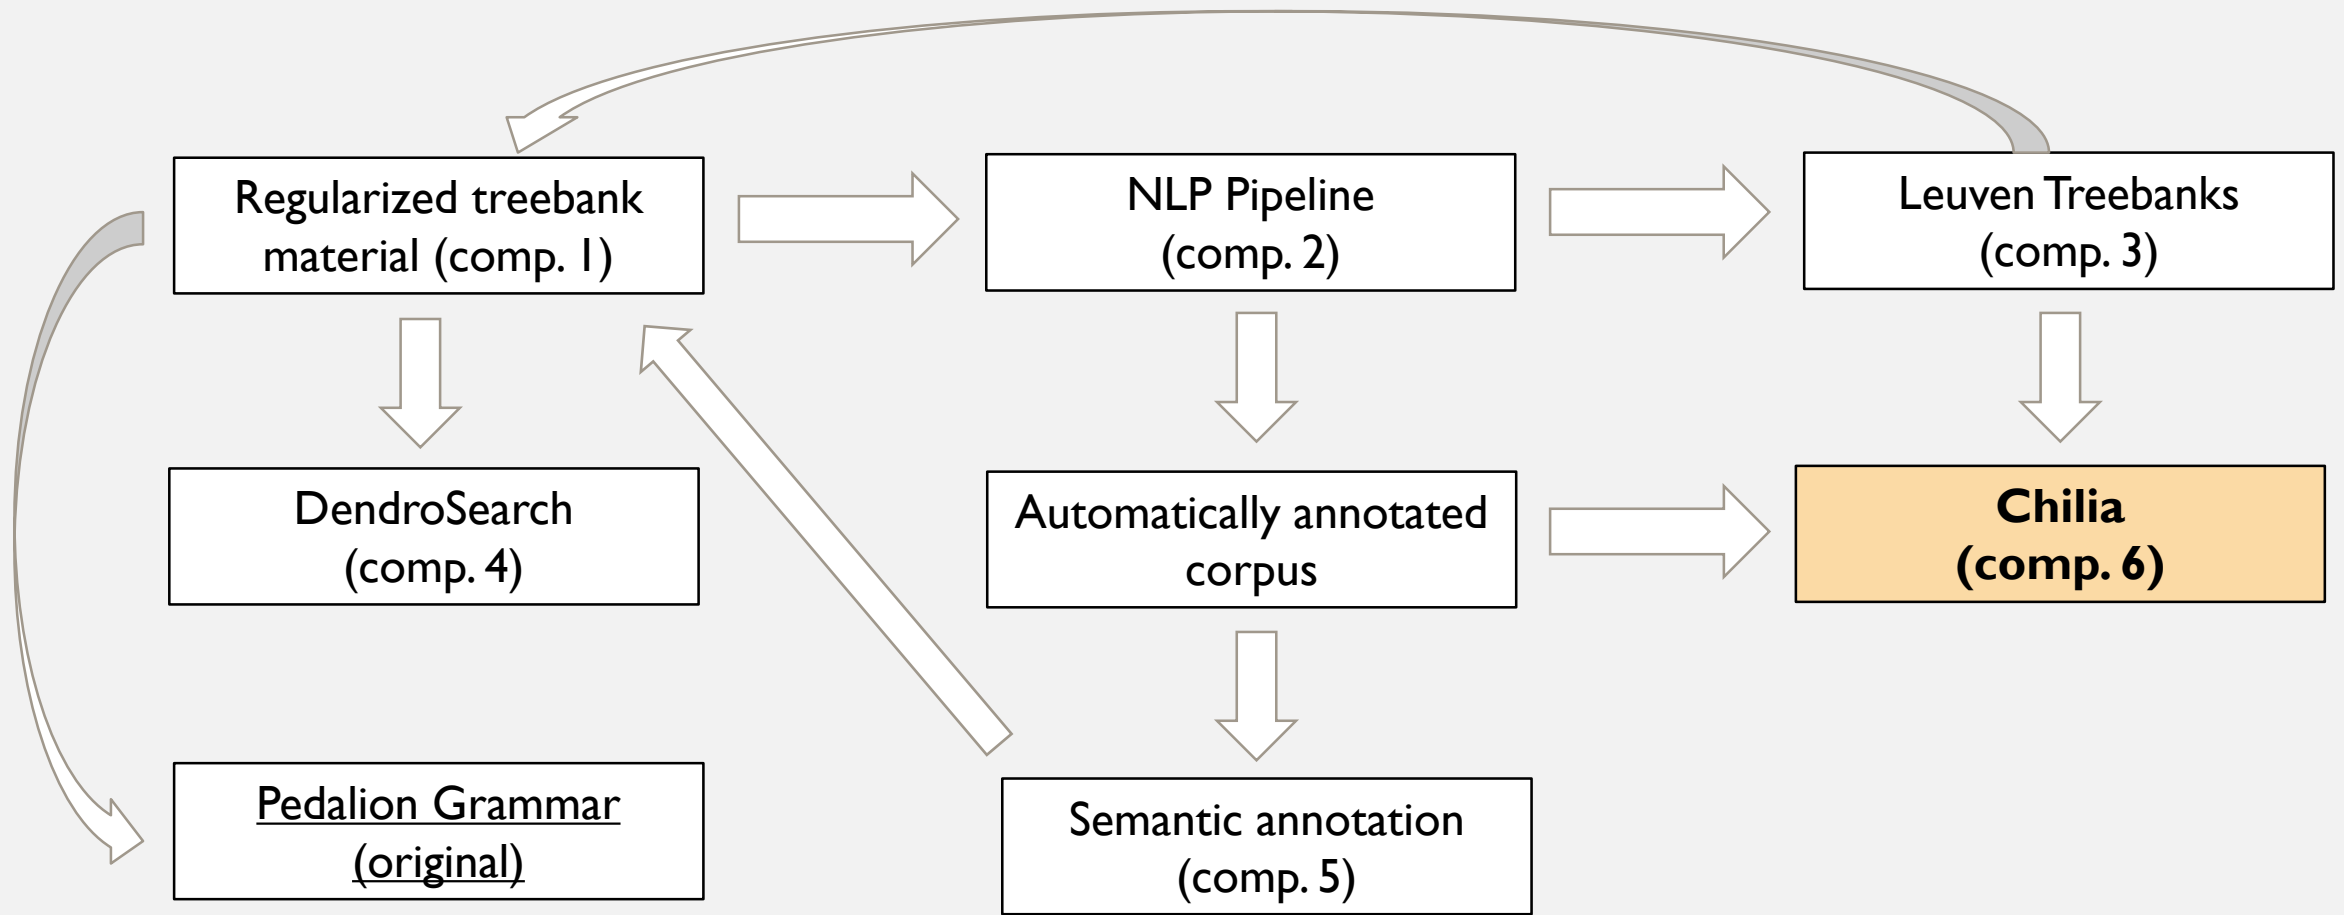 Regularized treebank
material (comp. 1)
NLP Pipeline
(comp. 2)
Leuven Treebanks
(comp. 3)
DendroSearch
(comp. 4)
Automatically annotated
corpus
Chilia
(comp. 6)
Pedalion Grammar
(original)
Semantic annotation
(comp. 5)